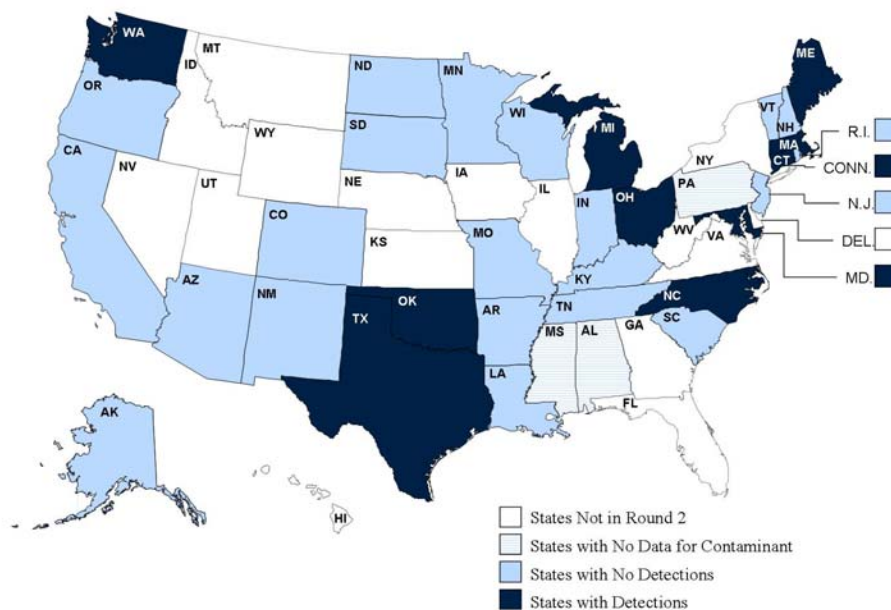 WA
MT
ND
MN
ME
ID
OR
VT
NH
WI
SD
MI
MA
R.I.
WY
CT
CONN.
NY
CA
NV
IA
PA
NE
N.J.
UT
IL
IN
OH
CO
WV
VA
DEL.
MO
KS
KY
MD.
AZ
NM
OK
TN
NC
AR
SC
TX
MS
AL
GA
LA
FL
AK
HI
States Not in Round 2
States with No Data for Contaminant
States with No Detections
States with Detections